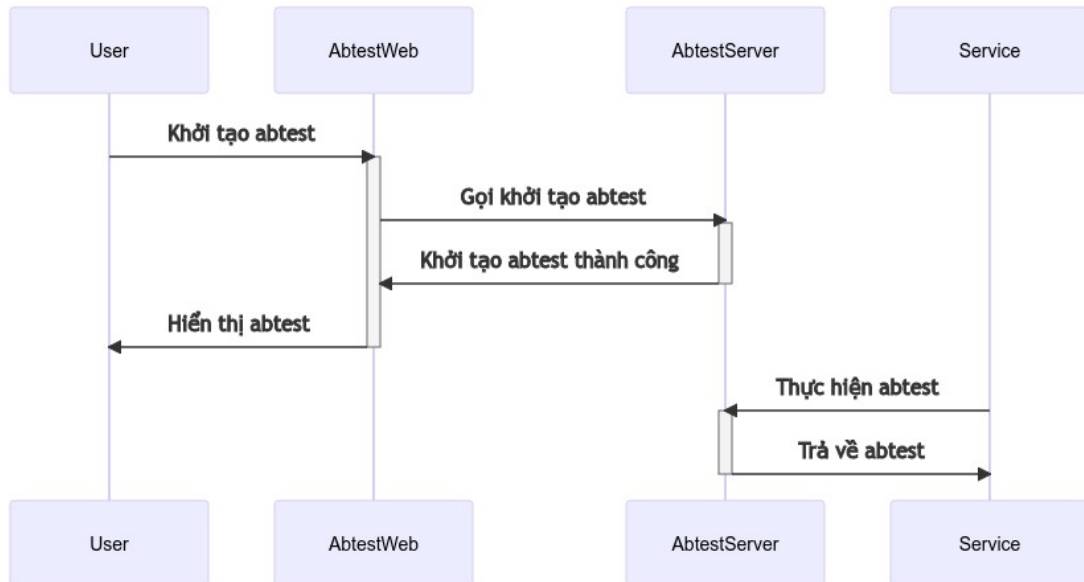 User
AbtestWeb
AbtestServer
Service
Khởi tạo abtest
Gọi khởi tạo abtest
Khởi tạo abtest thành công
Hiển thị abtest
Thực hiện abtest
Trả về abtest
User
AbtestWeb
AbtestServer
Service